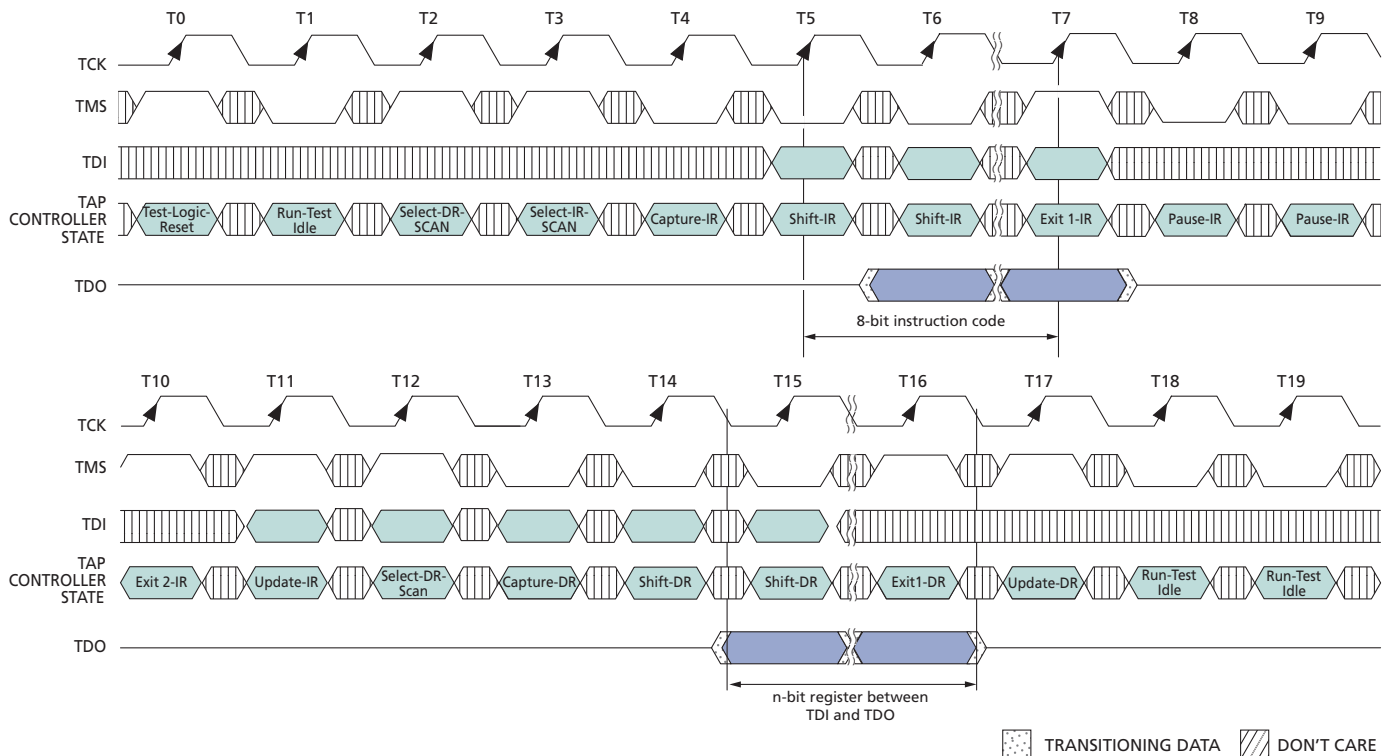 T0 T1 T2 T3 T4 T5 T6 T7 T8 T9
TCK
TMS
TDI
TAP
CONTROLLER
STATE
Test-Logic-
Reset
Run-Test
Idle
Select-DR-
SCAN
Select-IR-
SCAN
Capture-IR
Shift-IR
Shift-IR
Exit 1-IR
Pause-IR
Pause-IR
TDO
8-bit instruction code
T10 T11 T12 T13 T14 T15 T16 T17 T18 T19
TCK
TMS
TDI
TAP
CONTROLLER
STATE
Exit 2-IR
Update-IR
Select-DR-
Scan
Capture-DR
Shift-DR
Shift-DR
Exit1-DR
Update-DR
Run-Test
Idle
Run-Test
Idle
TDO
n-bit register between
TDI and TDO
TRANSITIONING DATA
DON'T CARE